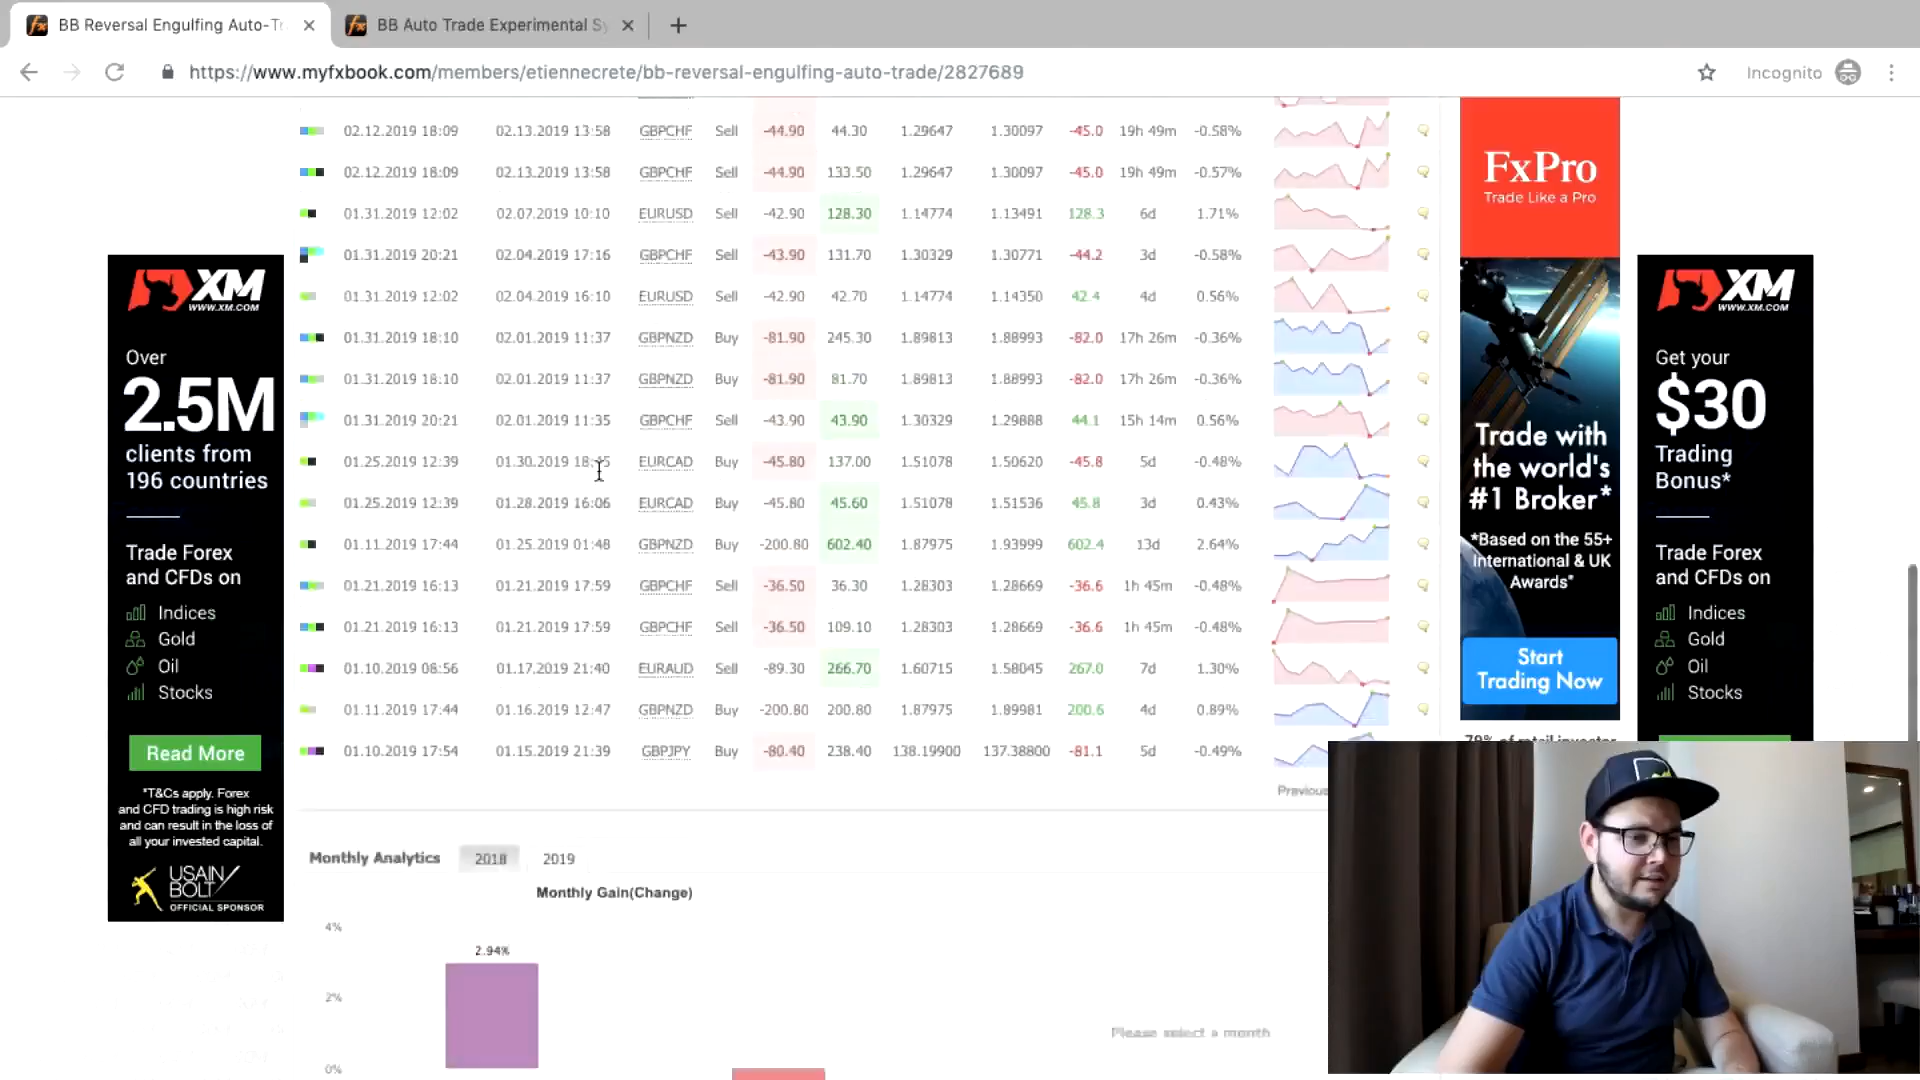 BB Reversal Engulfing Auto-Tr
BB Auto Trade Experimental Sy
https://www.myfxbook.com/members/etiennecrete/bb-reversal-engulfing-auto-trade/2827689
Incognito
02.12.2019 18:09 02.13.2019 13:58 GBPCHF Sell -44.90 44.30 1.29647 1.30097 -45.0 19h 49m -0.58%
02.12.2019 18:09 02.13.2019 13:58 GBPCHF Sell -44.90 133.50 1.29647 1.30097 -45.0 19h 49m -0.57%
01.31.2019 12:02 02.07.2019 10:10 EURUSD Sell -42.90 128.30 1.14774 1.13491 128.3 6d 1.71%
01.31.2019 20:21 02.04.2019 17:16 GBPCHF Sell -43.90 131.70 1.30329 1.30771 -44.2 3d -0.58%
01.31.2019 12:02 02.04.2019 16:10 EURUSD Sell -42.90 42.70 1.14774 1.14350 42.4 4d 0.56%
01.31.2019 18:10 02.01.2019 11:37 GBPNZD Buy -81.90 245.30 1.89813 1.88993 -82.0 17h 26m -0.36%
01.31.2019 18:10 02.01.2019 11:37 GBPNZD Buy -81.90 81.70 1.89813 1.88993 -82.0 17h 26m -0.36%
01.31.2019 20:21 02.01.2019 11:35 GBPCHF Sell -43.90 43.90 1.30329 1.29888 44.1 15h 14m 0.56%
01.25.2019 12:39 01.30.2019 EURCAD Buy -45.80 137.00 1.51078 1.50620 -45.8 5d -0.48%
01.25.2019 12:39 01.28.2019 16:06 EURCAD Buy -45.80 45.60 1.51078 1.51536 45.8 3d 0.43%
01.11.2019 17:44 01.25.2019 01:48 GBPNZD Buy -200.80 602.40 1.87975 1.93999 602.4 13d 2.64%
01.21.2019 16:13 01.21.2019 17:59 GBPCHF Sell -36.50 36.30 1.28303 1.28669 -36.6 1h 45m -0.48%
01.21.2019 16:13 01.21.2019 17:59 GBPCHF Sell -36.50 109.10 1.28303 1.28669 -36.6 1h 45m -0.48%
01.10.2019 08:56 01.17.2019 21:40 EURAUD Sell -89.30 266.70 1.60715 1.58045 267.0 7d 1.30%
01.11.2019 17:44 01.16.2019 12:47 GBPNZD Buy -200.80 200.80 1.87975 1.89981 200.6 4d 0.89%
01.10.2019 17:54 01.15.2019 21:39 GBPJPY Buy -80.40 238.40 138.19900 137.38800 -81.1 5d -0.49%
Previous
Monthly Analytics 2018 2019
Monthly Gain(Change)
4%
2.94%
2%
0%
Please select a month
XM
WWW.XM.COM
Over
2.5M
clients from
196 countries
Trade Forex
and CFDs on
Indices
Gold
Oil
Stocks
Read More
*T&Cs apply. Forex
and CFD trading is high risk
and can result in the loss of
all your invested capital.
USAIN
BOLT
OFFICIAL SPONSOR
FxPro
Trade Like a Pro
Trade with
the world's
#1 Broker*
*Based on the 55+
International & UK
Awards*
Start
Trading Now
XM
WWW.XM.COM
Get your
$30
Trading
Bonus*
Trade Forex
and CFDs on
Indices
Gold
Oil
Stocks